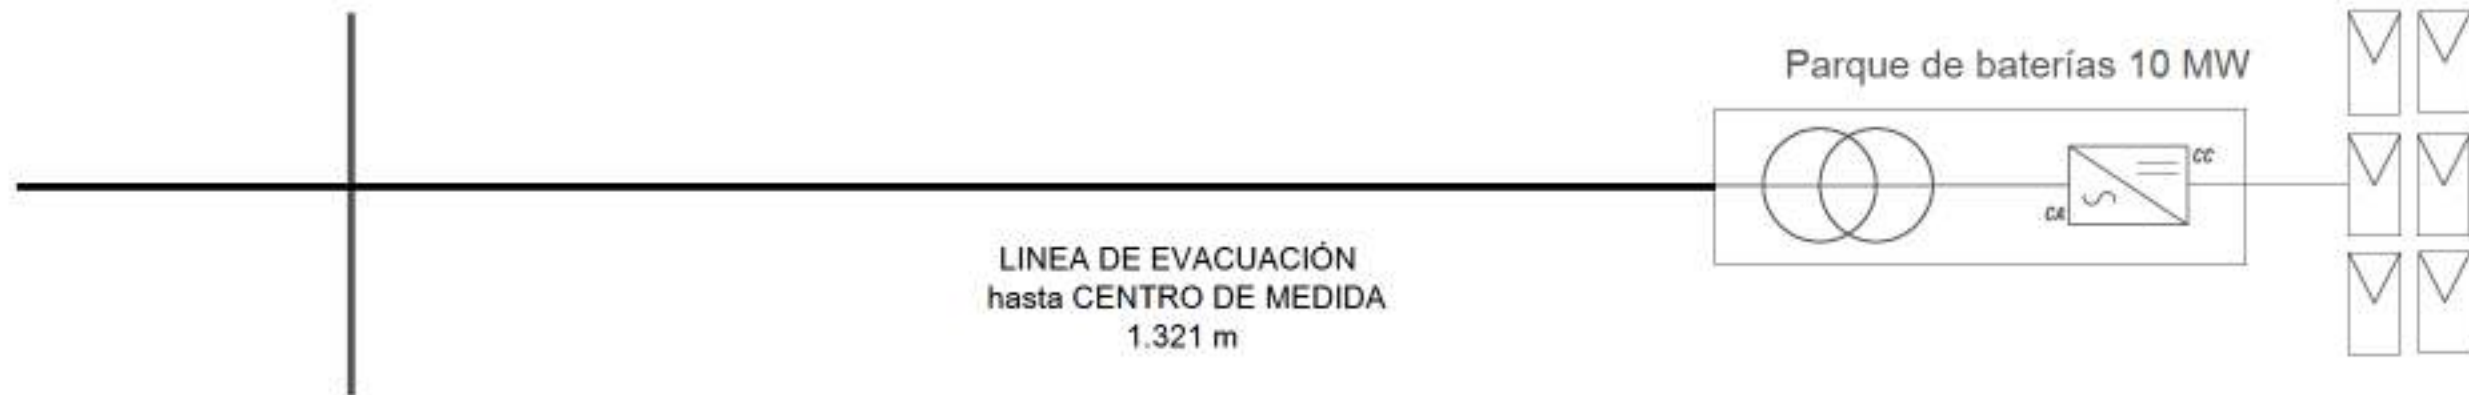 Parque de baterías 10 MW
CC
CA
LINEA DE EVACUACIÓN
hasta CENTRO DE MEDIDA
1.321 m